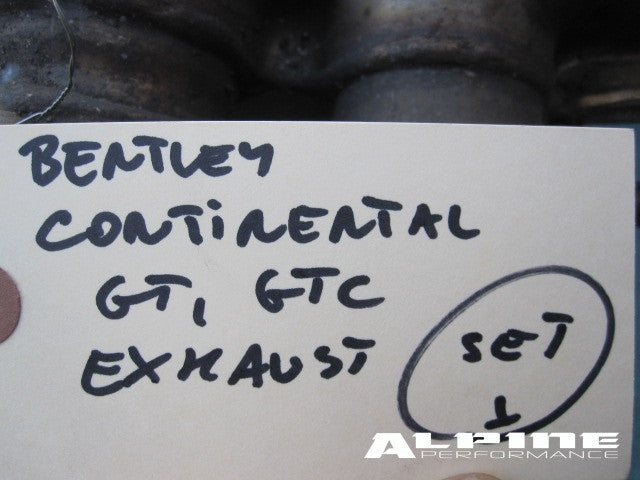 BENTLEY
CONTiNENTAL
GT, GTC
EXHAUST
SET
1
ALPINE
PERFORMANCE